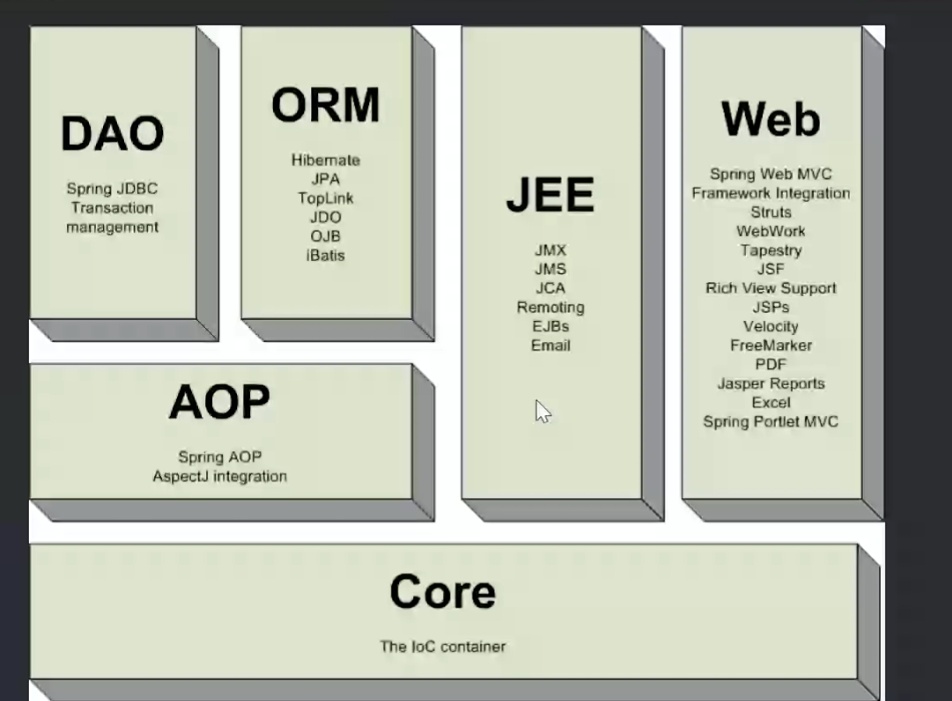 DAO
Spring JDBC
Transaction
management
ORM
Hibernate
JPA
TopLink
JDO
OJB
iBatis
JEE
JMX
JMS
JCA
Remoting
EJBs
Email
Web
Spring Web MVC
Framework Integration
Struts
WebWork
Tapestry
JSF
Rich View Support
JSPs
Velocity
FreeMarker
PDF
Jasper Reports
Excel
Spring Portlet MVC
AOP
Spring AOP
AspectJ integration
Core
The IoC container